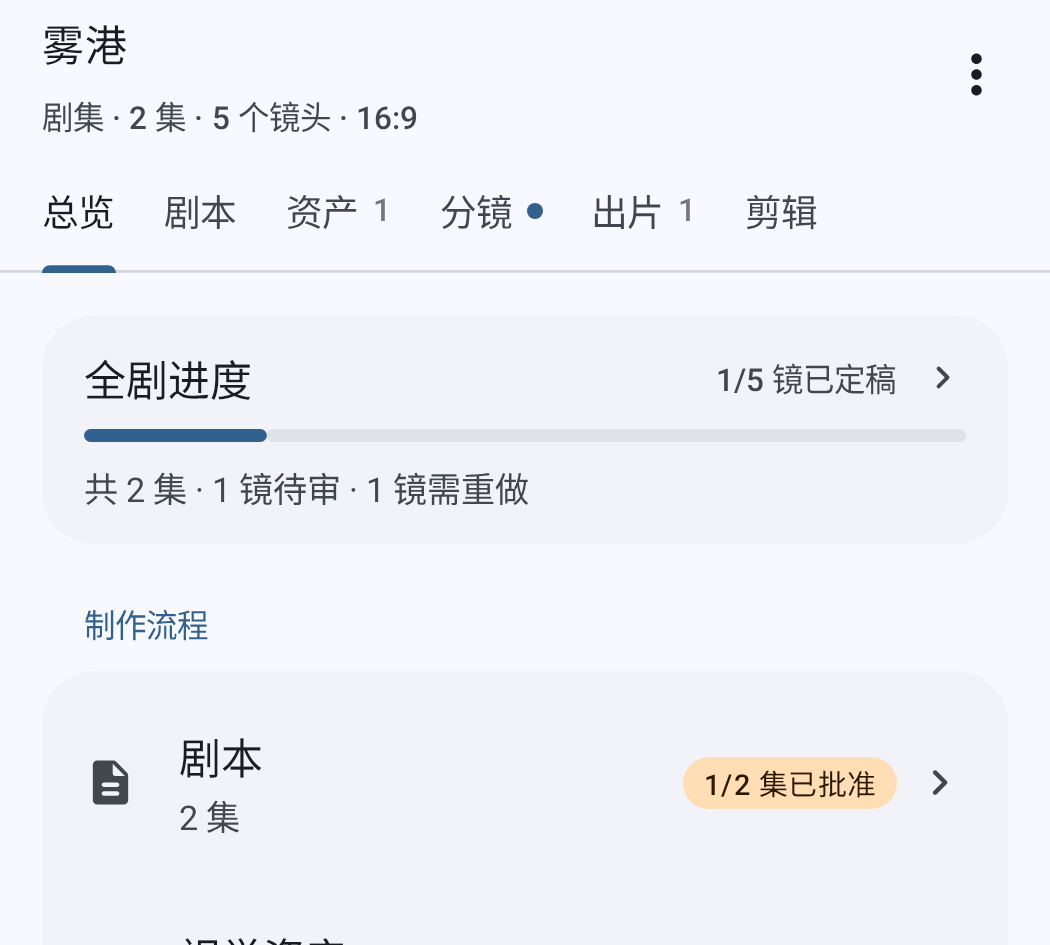 雾港
剧集 · 2 集 · 5 个镜头 · 16:9
总览 剧本 资产 1 分镜 出片 1 剪辑
全剧进度 1/5 镜已定稿
共 2 集 · 1 镜待审 · 1 镜需重做
制作流程
剧本 1/2 集已批准
2 集